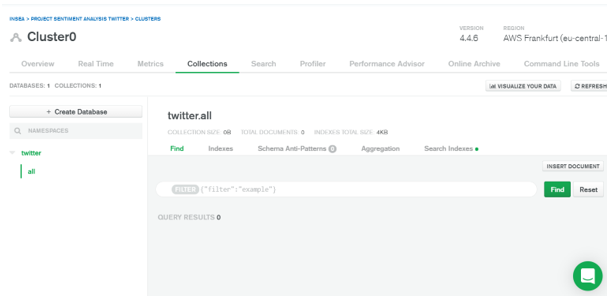 INSEA > PROJECT SENTIMENT ANALYSIS TWITTER > CLUSTERS
Cluster0
VERSION REGION
4.4.6 AWS Frankfurt (eu-central-1
Overview Real Time Metrics Collections Search Profiler Performance Advisor Online Archive Command Line Tools
DATABASES: 1 COLLECTIONS: 1
VISUALIZE YOUR DATA
REFRESH
+ Create Database
NAMESPACES
twitter
all
twitter.all
COLLECTION SIZE: 0B TOTAL DOCUMENTS: 0 INDEXES TOTAL SIZE: 4KB
Find Indexes Schema Anti-Patterns 0 Aggregation Search Indexes
INSERT DOCUMENT
FILTER {"filter":"example"}
Find Reset
QUERY RESULTS 0